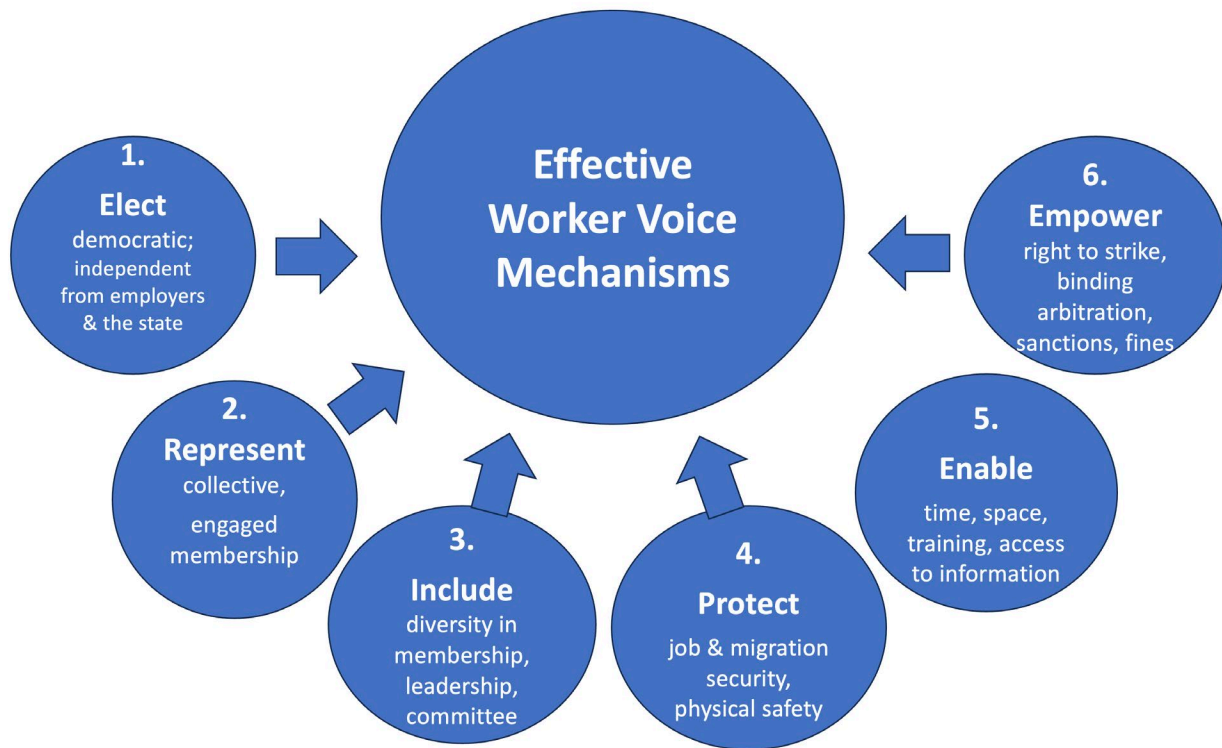 Effective
Worker Voice
Mechanisms
1.
Elect
democratic;
independent
from employers
& the state
2.
Represent
collective,
engaged
membership
3.
Include
diversity in
membership,
leadership,
committee
4.
Protect
job & migration
security,
physical safety
5.
Enable
time, space,
training, access
to information
6.
Empower
right to strike,
binding
arbitration,
sanctions, fines